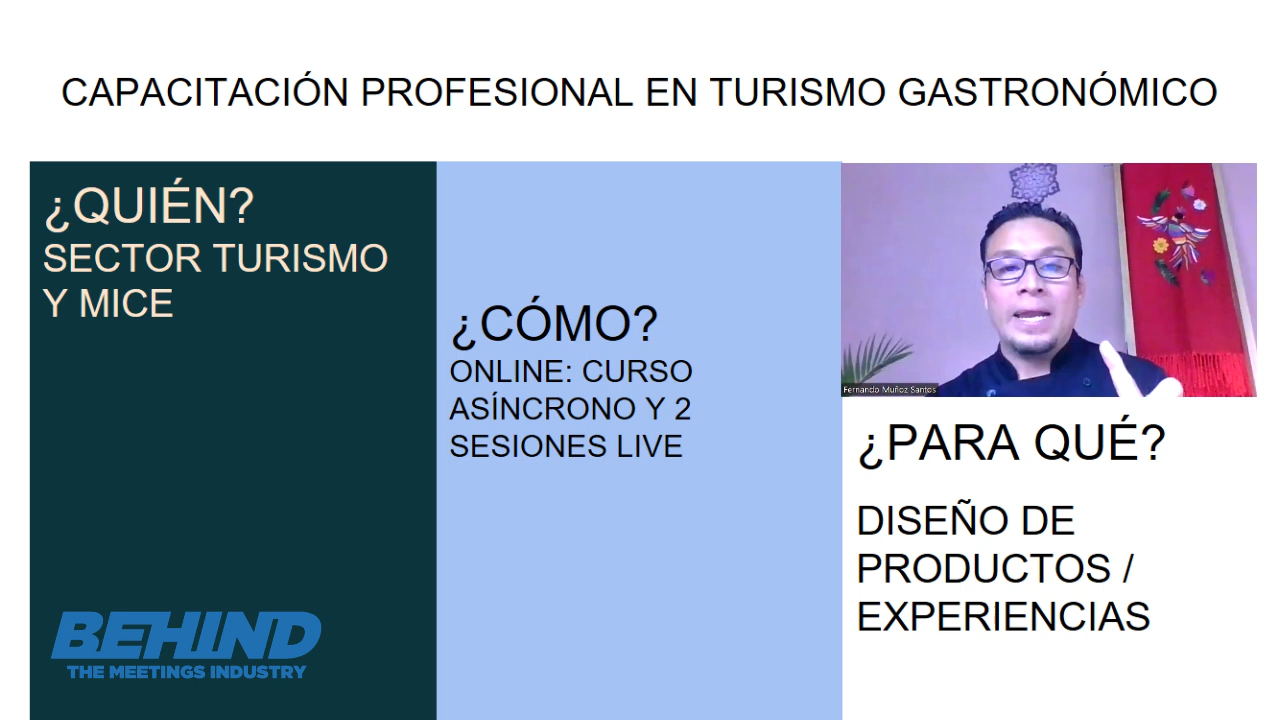 CAPACITACIÓN PROFESIONAL EN TURISMO GASTRONÓMICO
¿QUIÉN?
SECTOR TURISMO
Y MICE
BEHIND
THE MEETINGS INDUSTRY
¿CÓMO?
ONLINE: CURSO
ASÍNCRONO Y 2
SESIONES LIVE
Fernando Muñoz Santos
¿PARA QUÉ?
DISEÑO DE
PRODUCTOS /
EXPERIENCIAS